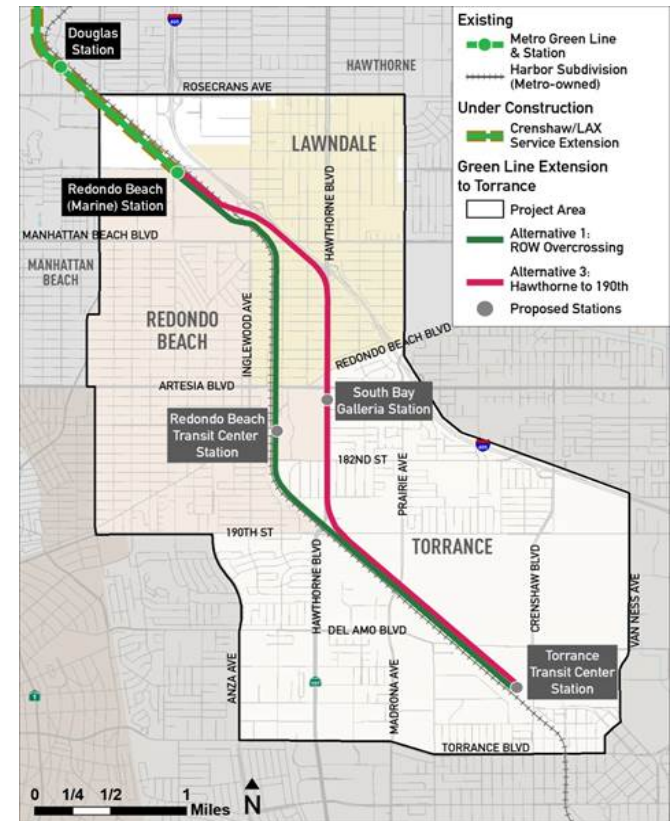 Douglas
Station
405
HAWTHORNE
ROSECRANS AVE
LAWNDALE
HAWTHORNE BLVD
Redondo Beach
(Marine) Station
MANHATTAN BEACH BLVD
MANHATTAN
BEACH
REDONDO
BEACH
INGLEWOOD AVE
REDONDO BEACH BLVD
ARTESIA BLVD
South Bay
Galleria Station
Redondo Beach
Transit Center
Station
182ND ST
PRAIRIE AVE
405
190TH ST
TORRANCE
HAWTHORNE BLVD
CRENSHAW BLVD
VAN NESS AVE
DEL AMO BLVD
ANZA AVE
MADRONA AVE
Torrance
Transit Center
Station
1
107
TORRANCE BLVD
0 1/4 1/2 1
Miles
N
Existing
Metro Green Line
& Station
Harbor Subdivision
(Metro-owned)
Under Construction
Crenshaw/LAX
Service Extension
Green Line Extension
to Torrance
Project Area
Alternative 1:
ROW Overcrossing
Alternative 3:
Hawthorne to 190th
Proposed Stations